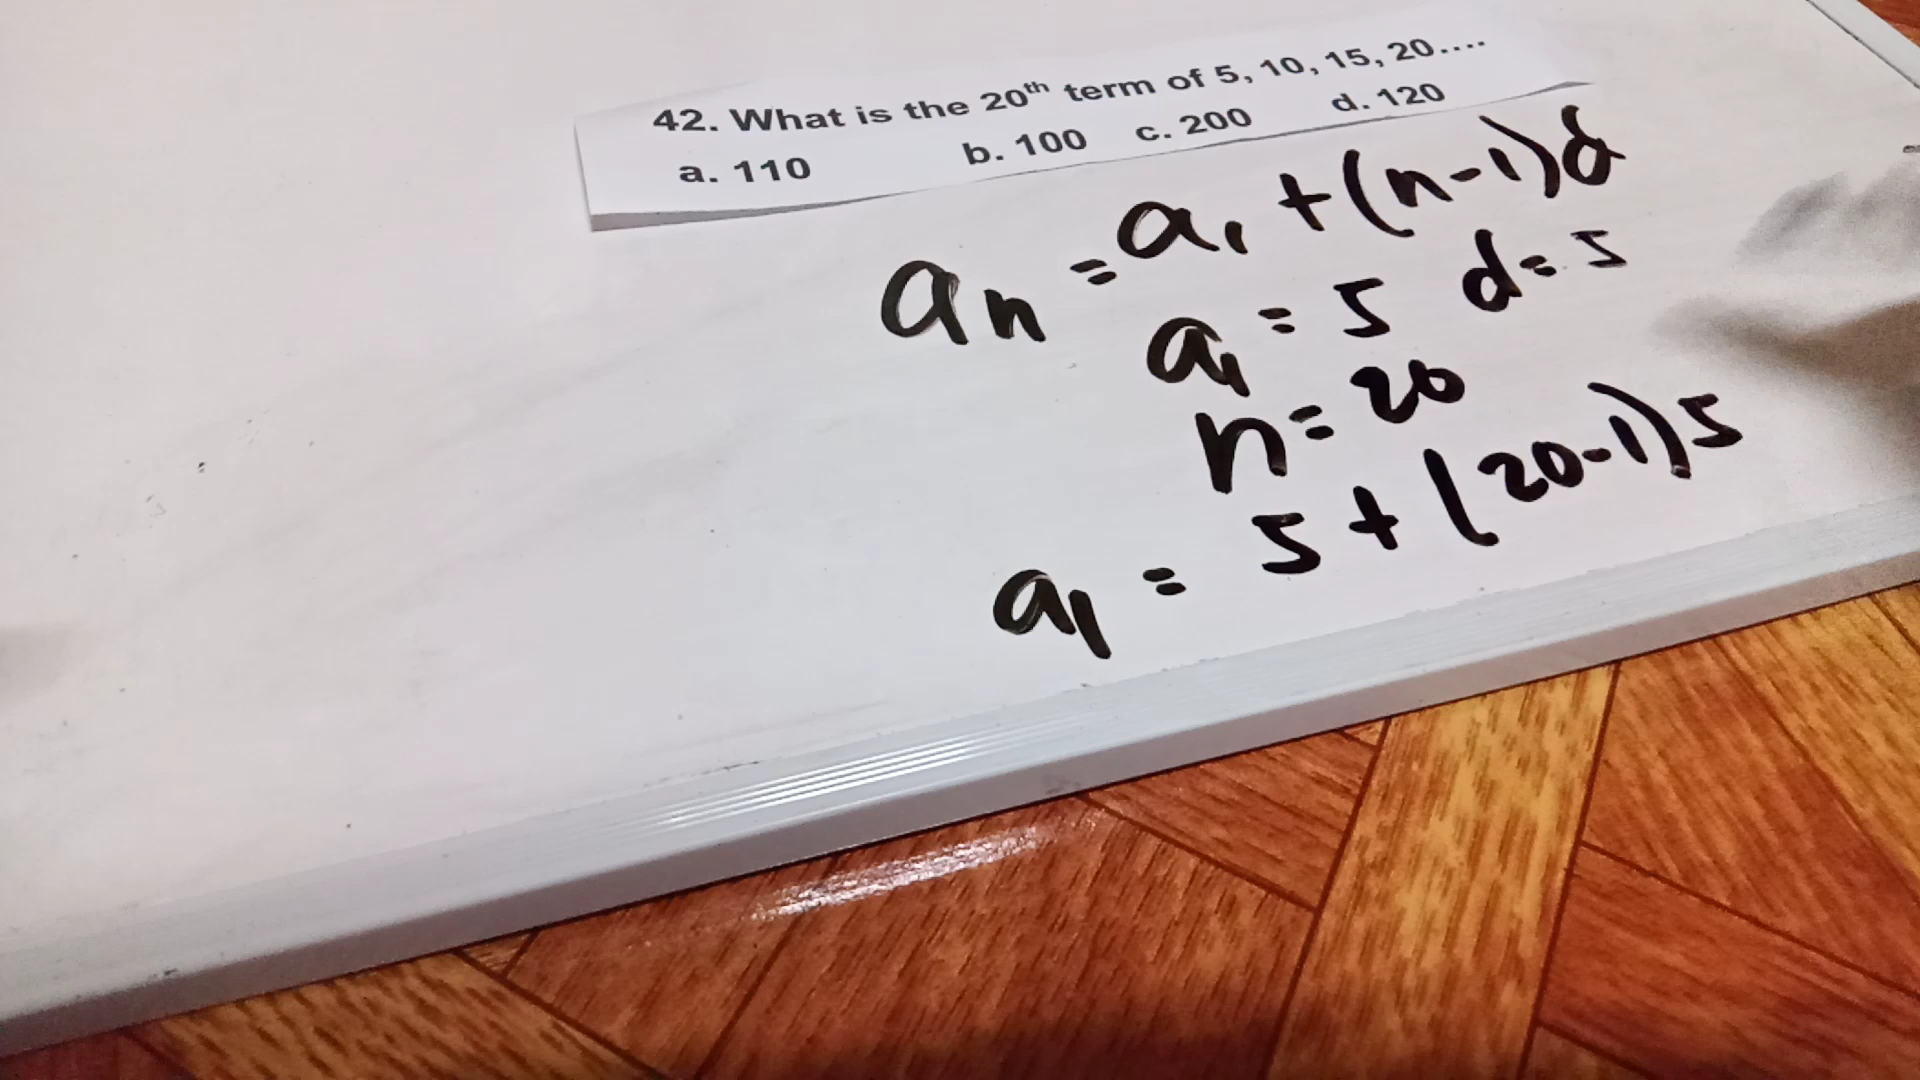 42. What is the 20th term of 5, 10, 15, 20....
a. 110 b. 100 c. 200 d. 120
an = a1 + (n-1)d
a1 = 5 d = 5
n = 20
a1 = 5 + (20-1)5